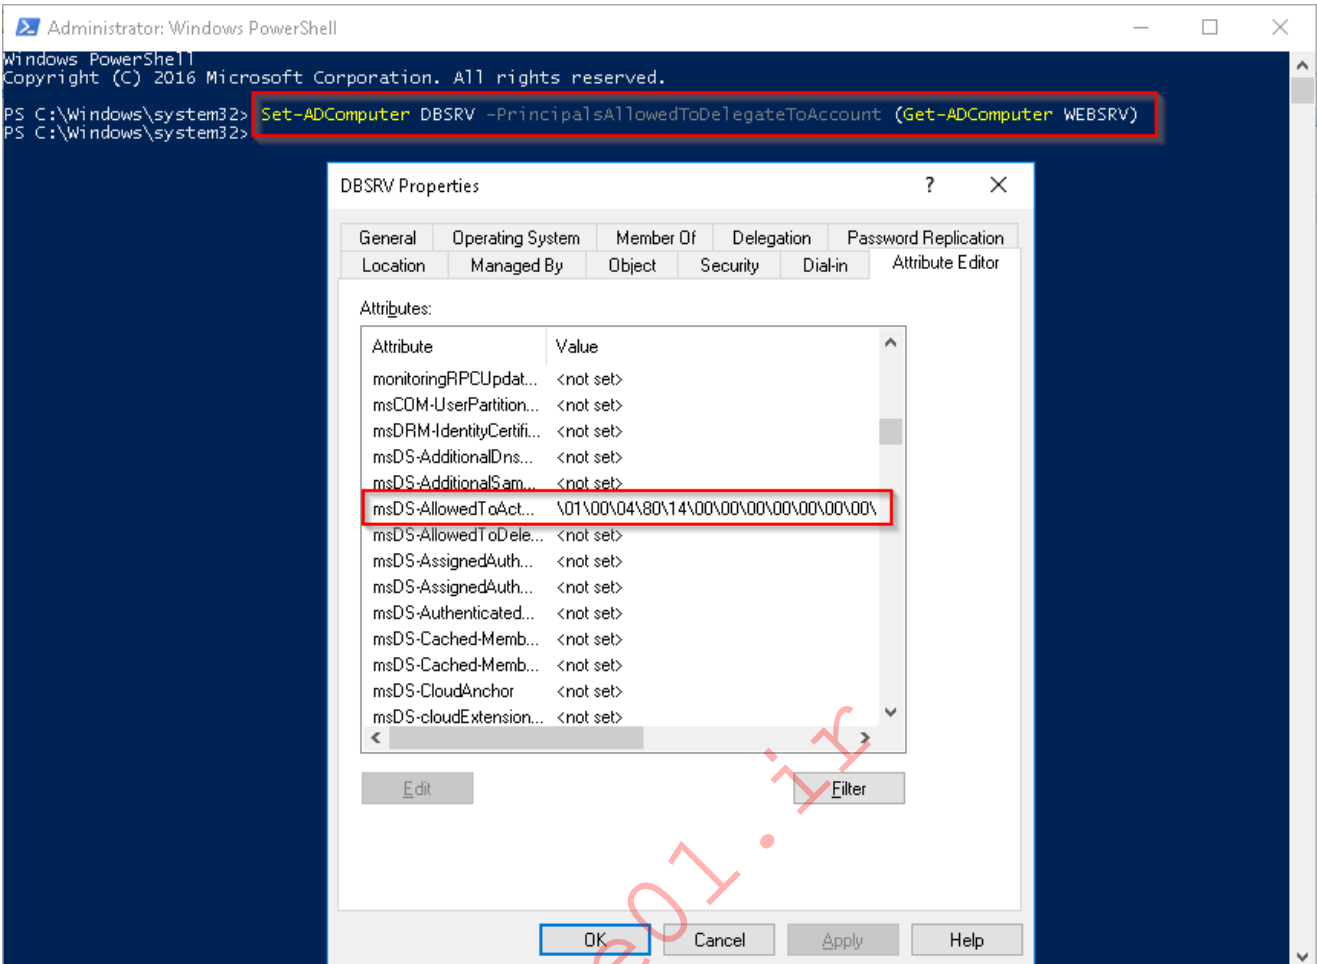 Administrator: Windows PowerShell
Windows PowerShell
Copyright (C) 2016 Microsoft Corporation. All rights reserved.
PS C:\Windows\system32> Set-ADComputer DBSRV -PrincipalsAllowedToDelegateToAccount (Get-ADComputer WEBSRV)
PS C:\Windows\system32>
DBSRV Properties ?
General Operating System Member Of Delegation Password Replication
Location Managed By Object Security Dial-in Attribute Editor
Attributes:
Attribute Value
monitoringRPCUpdat... <not set>
msCOM-UserPartition... <not set>
msDRM-IdentityCertifi... <not set>
msDS-AdditionalDns... <not set>
msDS-AdditionalSam... <not set>
msDS-AllowedToAct... \01\00\04\80\14\00\00\00\00\00\00\00\
msDS-AllowedToDele... <not set>
msDS-AssignedAuth... <not set>
msDS-AssignedAuth... <not set>
msDS-Authenticated... <not set>
msDS-Cached-Memb... <not set>
msDS-Cached-Memb... <not set>
msDS-CloudAnchor <not set>
msDS-cloudExtension... <not set>
Edit Filter
OK Cancel Apply Help
e01.ir